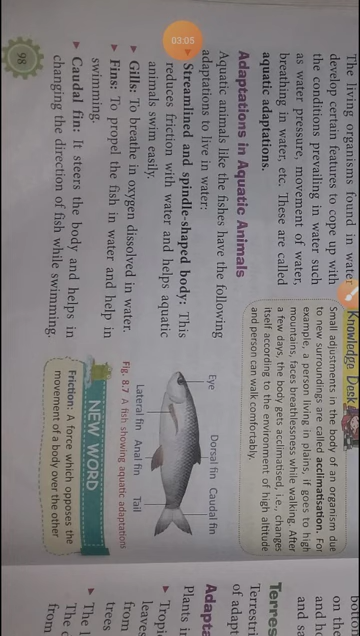 The living organisms found in water
develop certain features to cope up with
the conditions prevailing in water such
as water pressure, movement of water,
breathing in water, etc. These are called
aquatic adaptations.
Adaptations in Aquatic Animals
Aquatic animals like the fishes have the following
adaptations to live in water:
Streamlined and spindle-shaped body: This
reduces friction with water and helps aquatic
animals swim easily.
Gills: To breathe in oxygen dissolved in water.
Fins: To propel the fish in water and help in
swimming.
Caudal fin: It steers the body and helps in
changing the direction of fish while swimming.
98
03:05
Knowledge Desk
Small adjustments in the body of an organism due
to new surroundings are called acclimatisation. For
example, a person living in plains, if goes to high
mountains, faces breathlessness while walking. After
a few days, the body gets acclimatised, i.e., changes
itself according to the environment of high altitude
and person can walk comfortably.
Eye
Dorsal fin
Caudal fin
Lateral fin
Anal fin
Tail
Fig. 8.7 A fish showing aquatic adaptations
NEW WORD
Friction: A force which opposes the
movement of a body over the other
on the
and h
and sa
Terres
Terrestri
of adap
Adapta
Plants in
Tropic
leaves
from
trees
The l
The
from